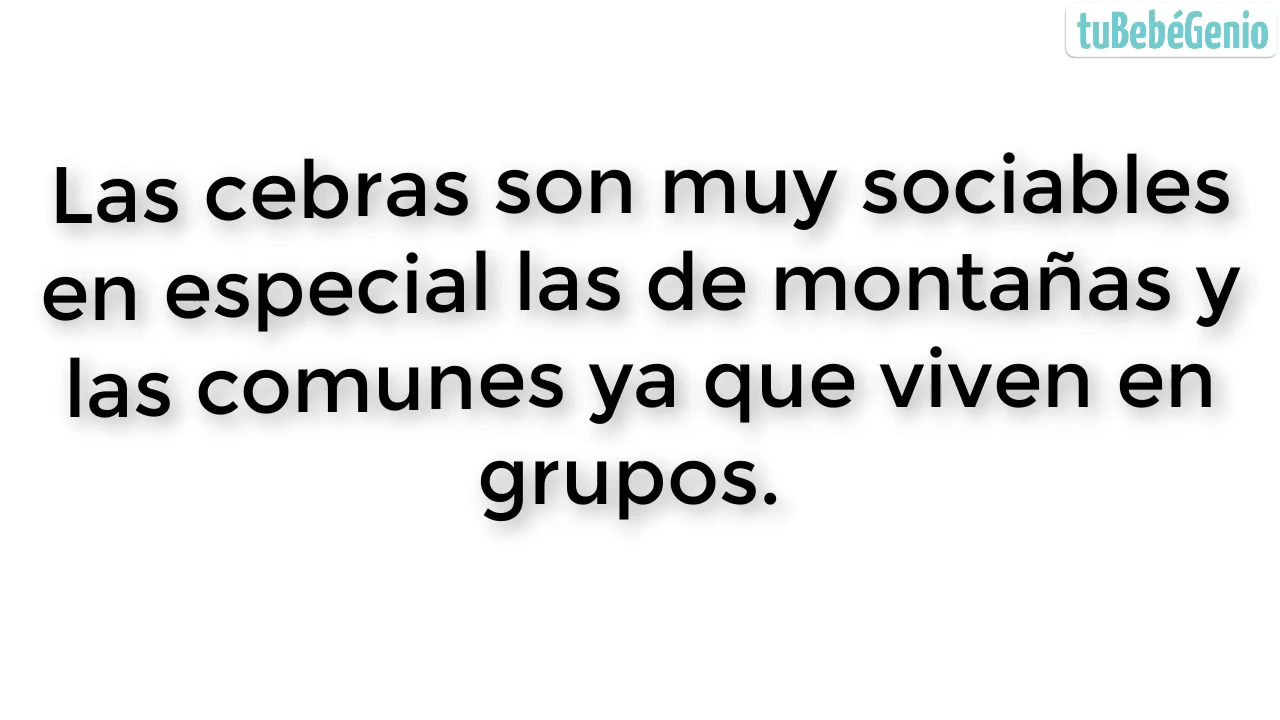 tuBebéGenio
Las cebras son muy sociables
en especial las de montañas y
las comunes ya que viven en
grupos.